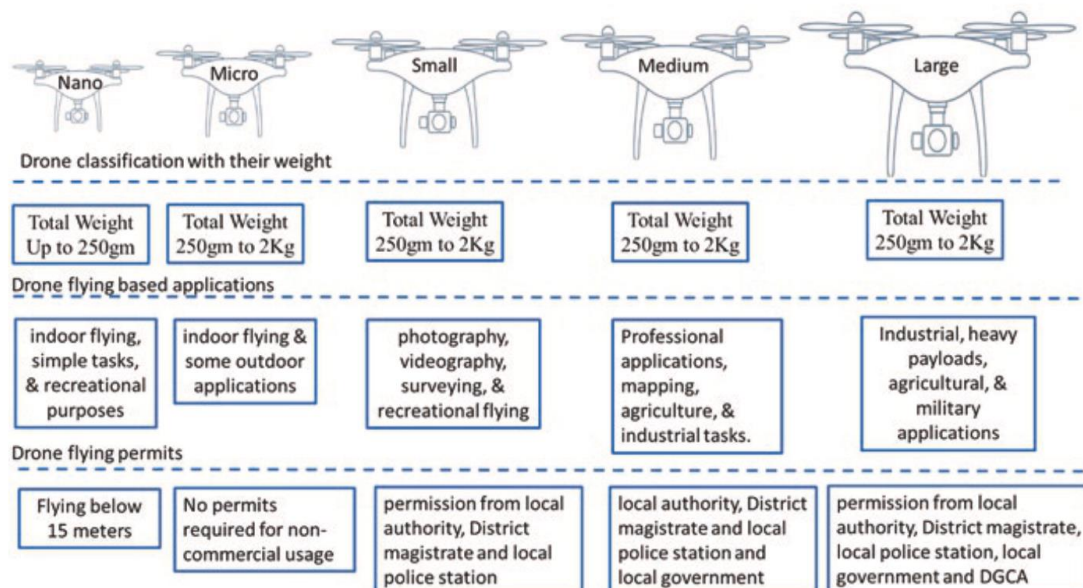 Nano
Micro
Small
Medium
Large
Drone classification with their weight
Total Weight
Up to 250gm
Total Weight
250gm to 2Kg
Total Weight
250gm to 2Kg
Total Weight
250gm to 2Kg
Total Weight
250gm to 2Kg
Drone flying based applications
indoor flying,
simple tasks,
& recreational
purposes
indoor flying &
some outdoor
applications
photography,
videography,
surveying, &
recreational flying
Professional
applications,
mapping,
agriculture, &
industrial tasks.
Industrial, heavy
payloads,
agricultural, &
military
applications
Drone flying permits
Flying below
15 meters
No permits
required for non-
commercial usage
permission from local
authority, District
magistrate and local
police station
local authority, District
magistrate and local
police station and
local government
permission from local
authority, District magistrate,
local police station, local
government and DGCA